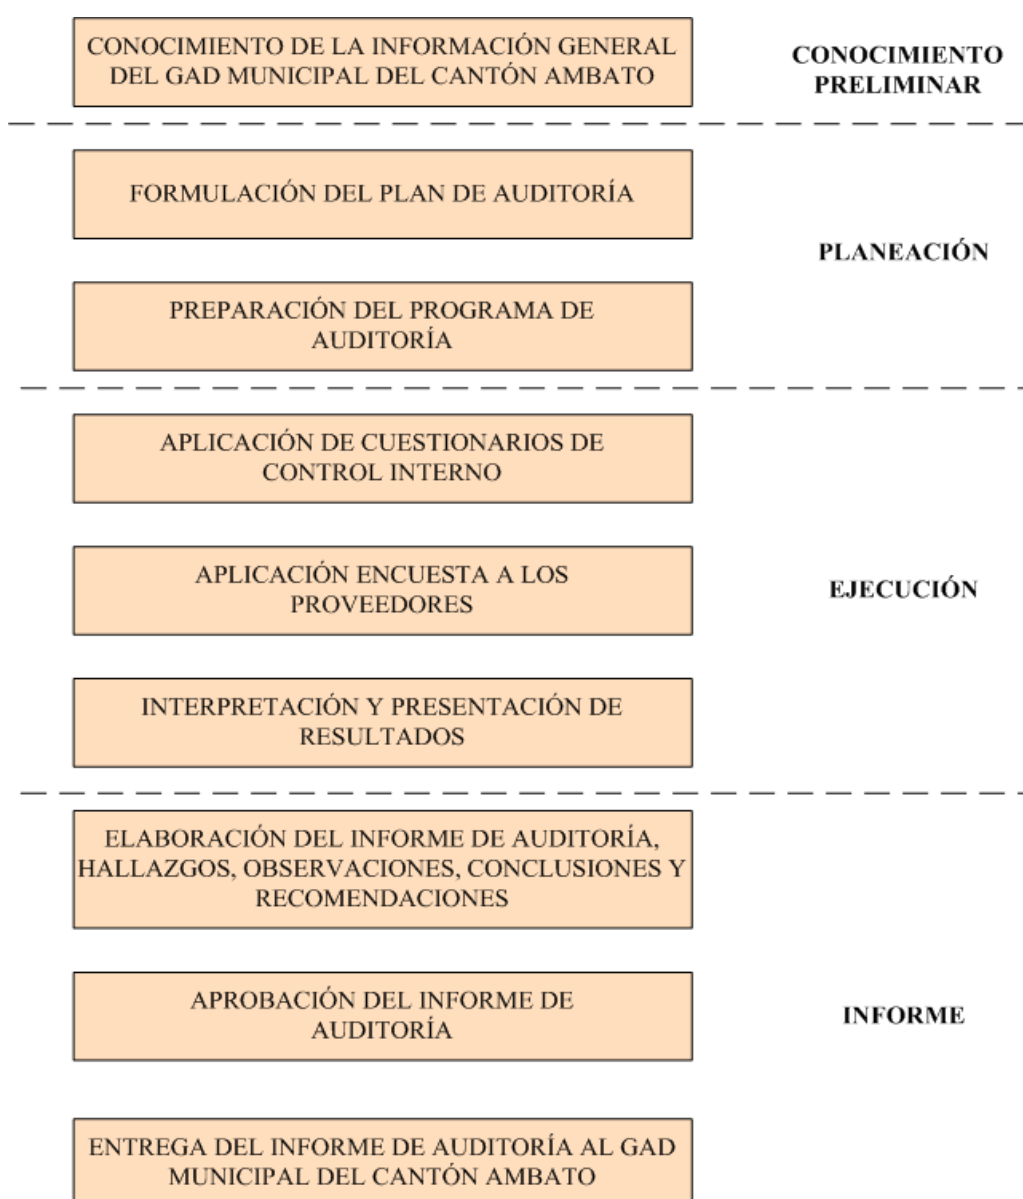 CONOCIMIENTO DE LA INFORMACIÓN GENERAL
DEL GAD MUNICIPAL DEL CANTÓN AMBATO
CONOCIMIENTO
PRELIMINAR
FORMULACIÓN DEL PLAN DE AUDITORÍA
PLANEACIÓN
PREPARACIÓN DEL PROGRAMA DE
AUDITORÍA
APLICACIÓN DE CUESTIONARIOS DE
CONTROL INTERNO
APLICACIÓN ENCUESTA A LOS
PROVEEDORES
EJECUCIÓN
INTERPRETACIÓN Y PRESENTACIÓN DE
RESULTADOS
ELABORACIÓN DEL INFORME DE AUDITORÍA,
HALLAZGOS, OBSERVACIONES, CONCLUSIONES Y
RECOMENDACIONES
APROBACIÓN DEL INFORME DE
AUDITORÍA
INFORME
ENTREGA DEL INFORME DE AUDITORÍA AL GAD
MUNICIPAL DEL CANTÓN AMBATO